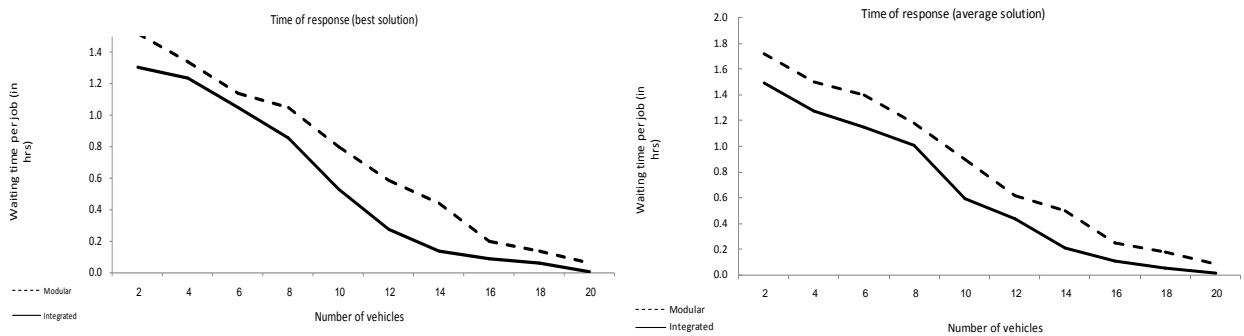 Time of response (best solution)
Waiting time per job (in
hrs)
1.4
1.2
1.0
0.8
0.6
0.4
0.2
0.0
2 4 6 8 10 12 14 16 18 20
Modular
Integrated
Number of vehicles
Time of response (average solution)
Waiting time per job (in
hrs)
2.0
1.8
1.6
1.4
1.2
1.0
0.8
0.6
0.4
0.2
0.0
2 4 6 8 10 12 14 16 18 20
Modular
Integrated
Number of vehicles